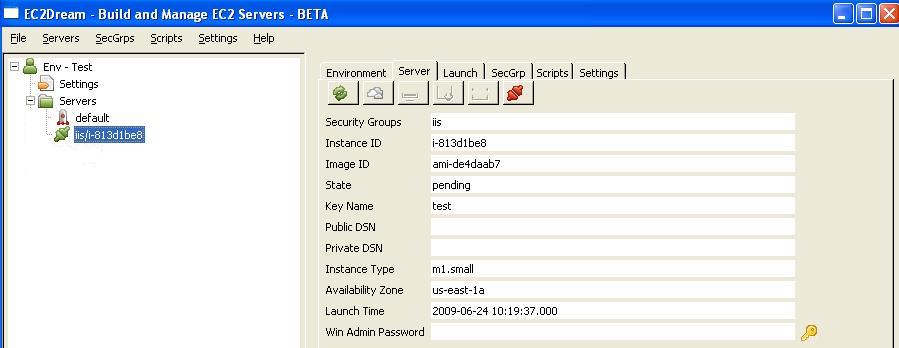 EC2Dream - Build and Manage EC2 Servers - BETA
File Servers SecGrps Scripts Settings Help
Env - Test
Settings
Servers
default
iis/i-813d1be8
Environment Server Launch SecGrp Scripts Settings
Security Groups iis
Instance ID i-813d1be8
Image ID ami-de4daab7
State pending
Key Name test
Public DSN
Private DSN
Instance Type m1.small
Availability Zone us-east-1a
Launch Time 2009-06-24 10:19:37.000
Win Admin Password